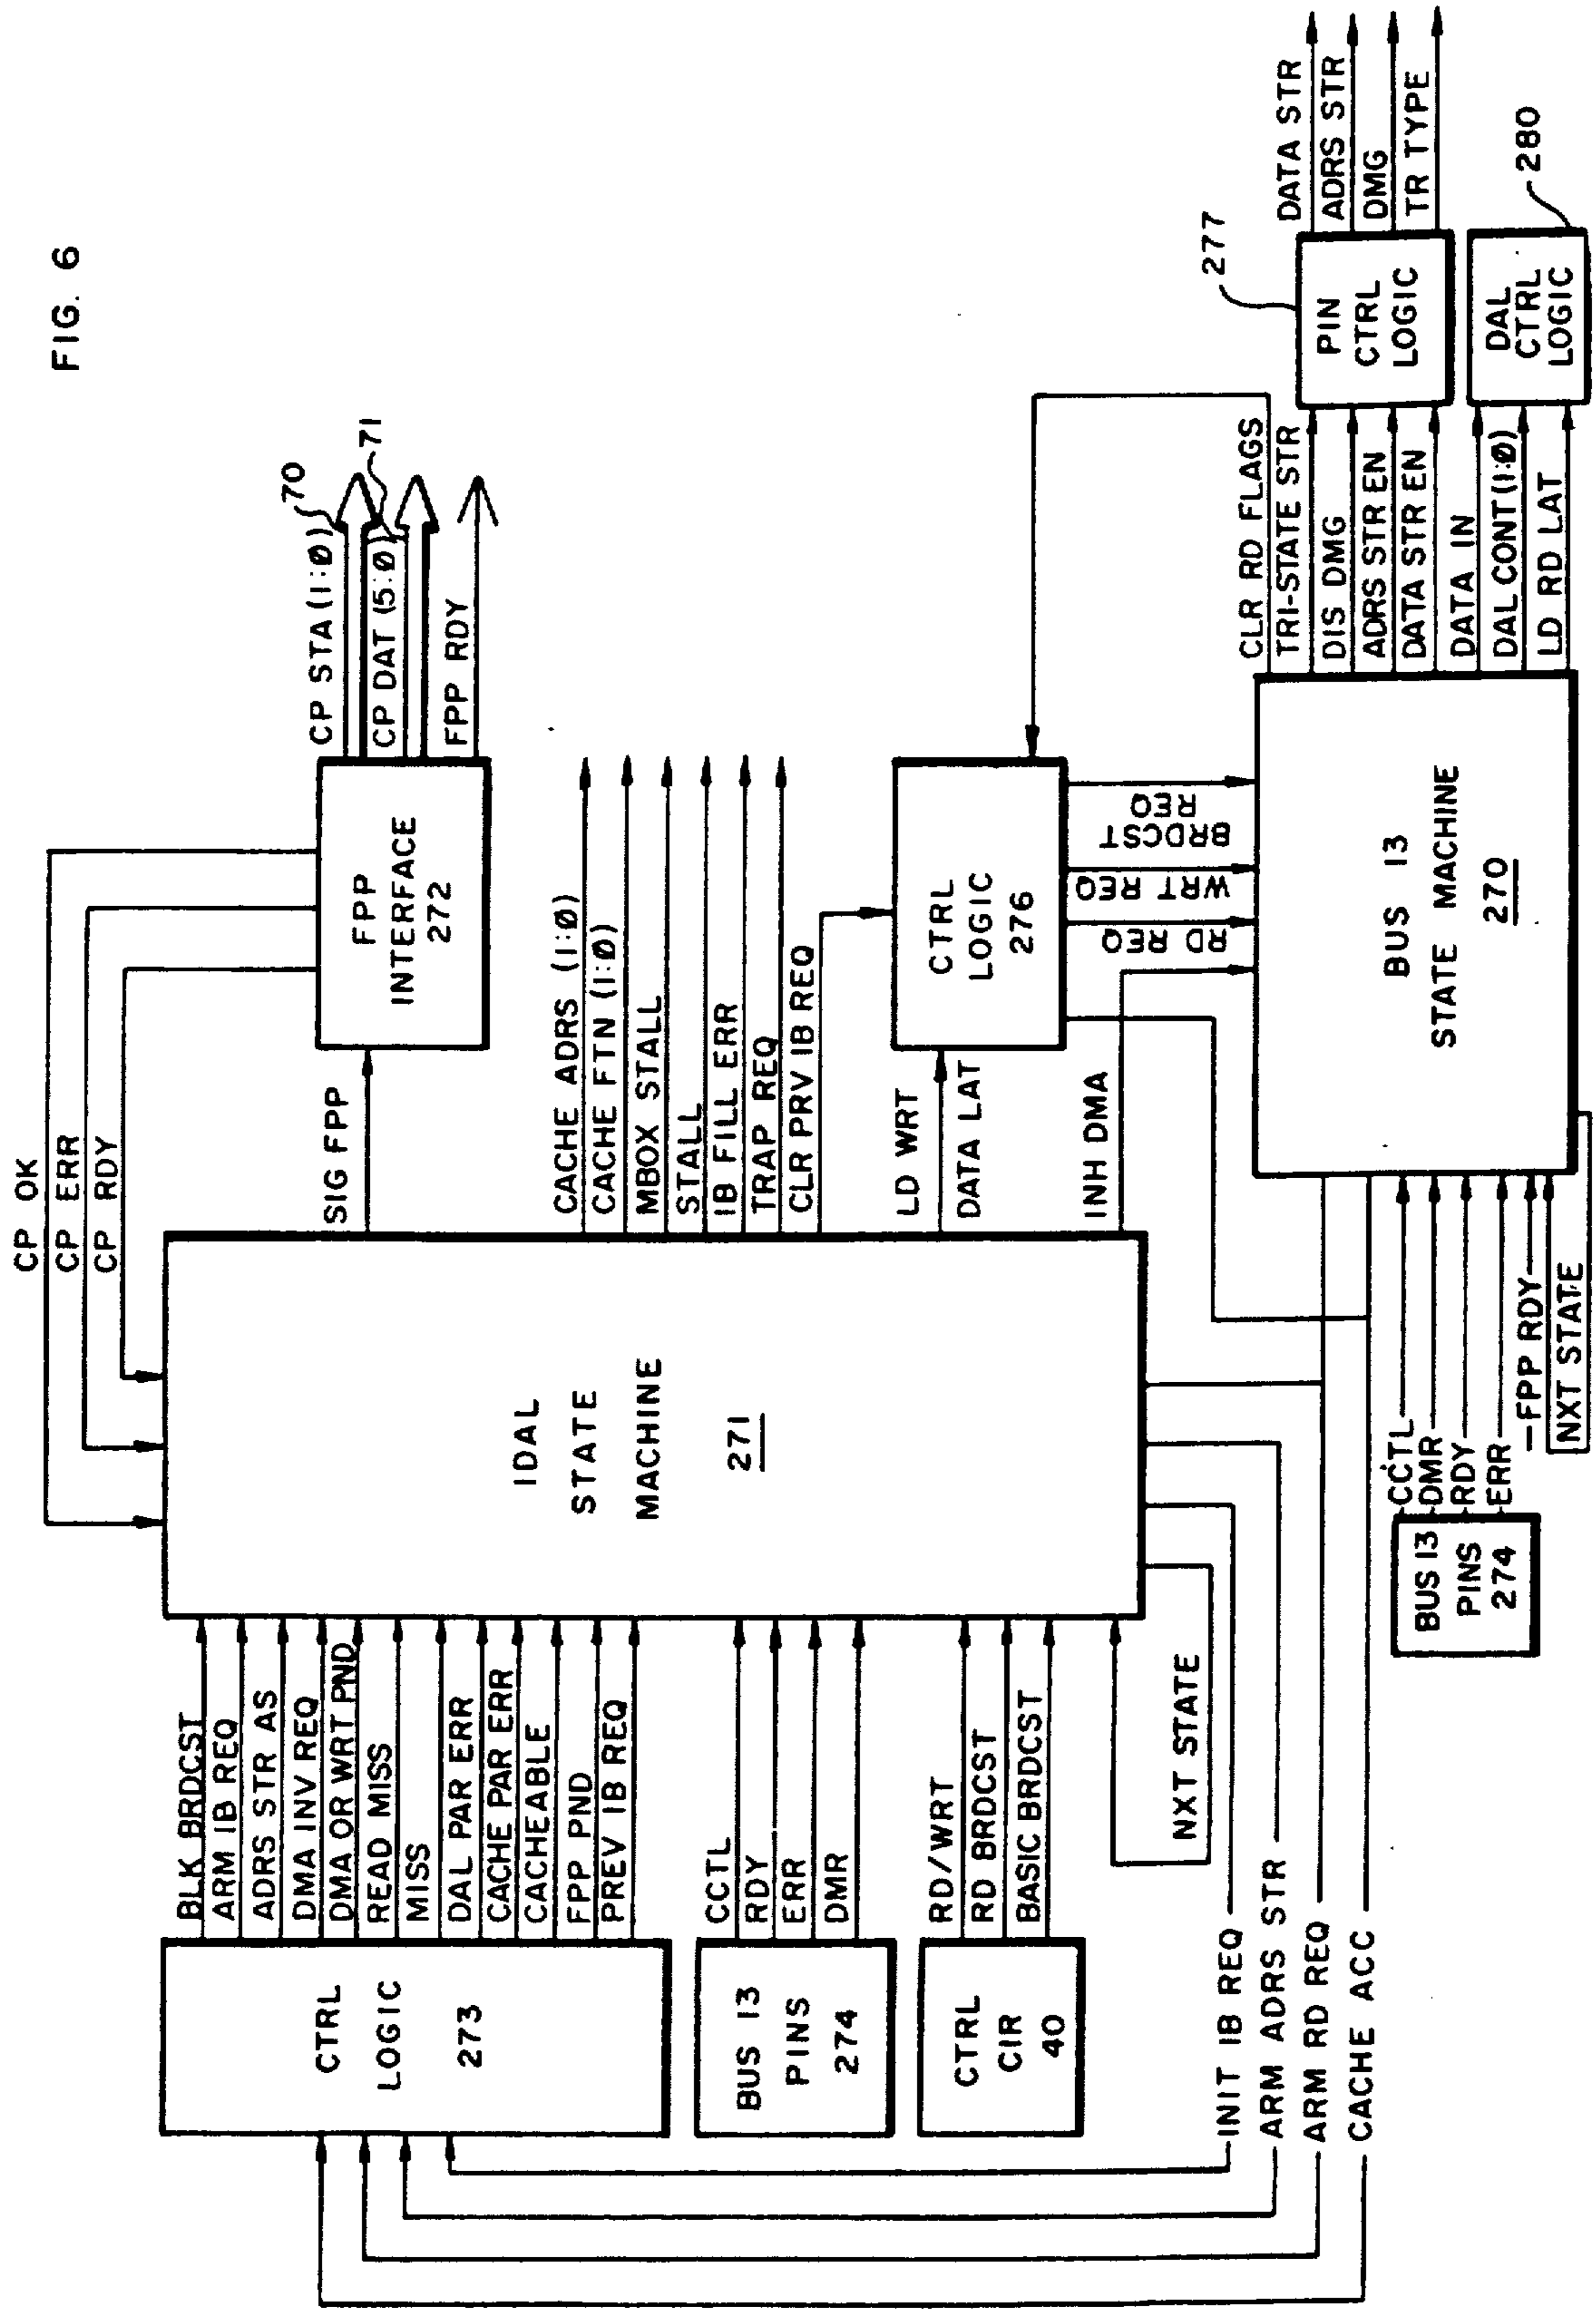 FIG. 6
CP OK
CP ERR
CP RDY
SIG FPP
FPP
INTERFACE
272
CP STA (1:0)
70
CP DAT (5:0)
71
FPP RDY
BLK BRDCST
ARM IB REQ
ADRS STR AS
DMA INV REQ
DMA OR WRT PND
READ MISS
MISS
DAL PAR ERR
CACHE PAR ERR
CACHEABLE
FPP PND
PREV IB REQ
CTRL
LOGIC
273
CCTL
RDY
ERR
DMR
BUS 13
PINS
274
RD/WRT
RD BRDCST
BASIC BRDCST
CTRL
CIR
40
IDAL
STATE
MACHINE
271
NXT STATE
INIT IB REQ
ARM ADRS STR
ARM RD REQ
CACHE ACC
CACHE ADRS (1:0)
CACHE FTN (1:0)
MBOX STALL
STALL
IB FILL ERR
TRAP REQ
CLR PRV IB REQ
LD WRT
DATA LAT
INH DMA
CTRL
LOGIC
276
RD REQ
WRT REQ
BRDCST
REQ
BUS 13
STATE MACHINE
270
BUS 13
PINS
274
CCTL
DMR
RDY
ERR
FPP RDY
NXT STATE
CLR RD FLAGS
TRI-STATE STR
DIS DMG
ADRS STR EN
DATA STR EN
DATA IN
DAL CONT (1:0)
LD RD LAT
277
PIN
CTRL
LOGIC
DAL
CTRL
LOGIC
280
DATA STR
ADRS STR
DMG
TR TYPE